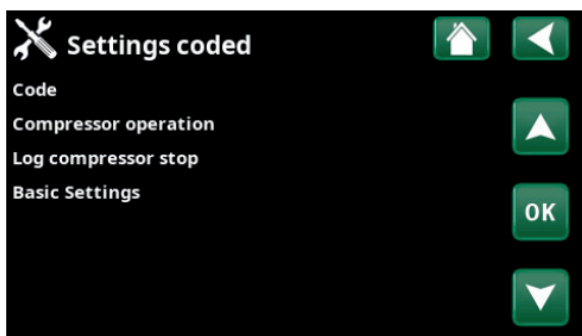 Settings coded
Code
Compressor operation
Log compressor stop
Basic Settings
OK